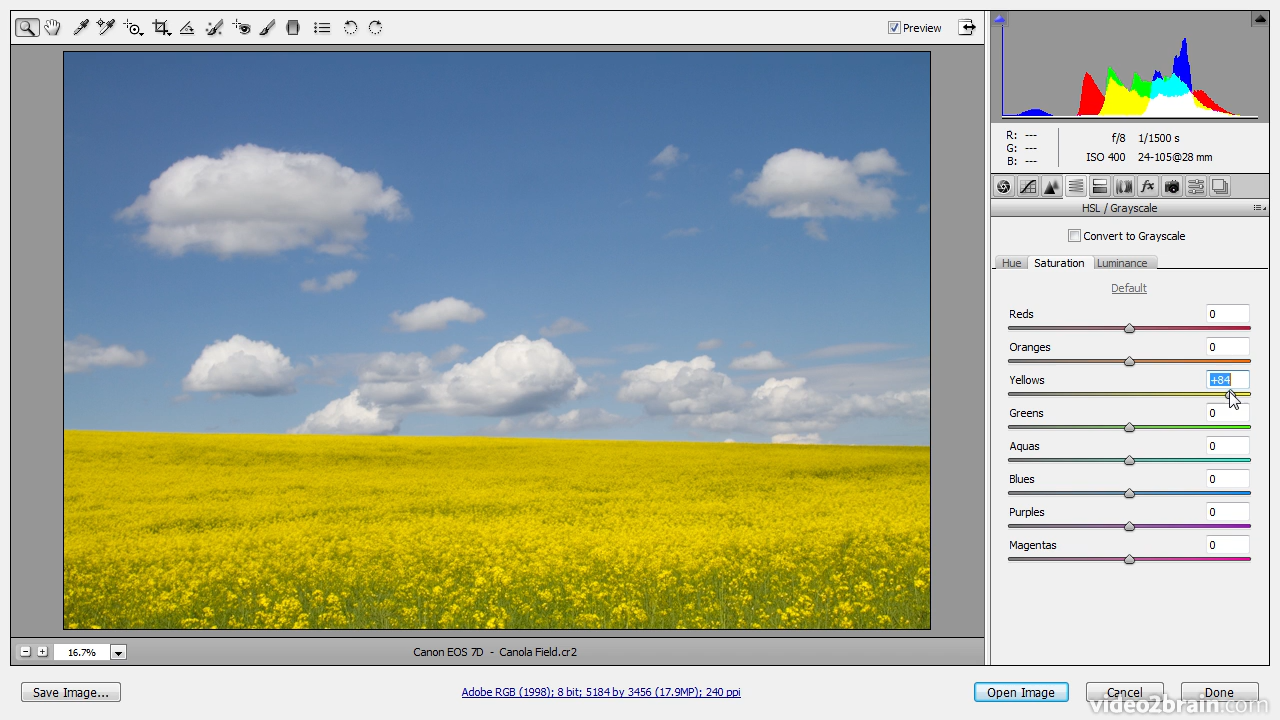 Preview
R: ---
G: ---
B: ---
f/8 1/1500 s
ISO 400 24-105@28 mm
fx
HSL / Grayscale
Convert to Grayscale
Hue Saturation Luminance
Default
Reds 0
Oranges 0
Yellows +84
Greens 0
Aquas 0
Blues 0
Purples 0
Magentas 0
16.7% Canon EOS 7D - Canola Field.cr2
Save Image... Adobe RGB (1998); 8 bit; 5184 by 3456 (17.9MP); 240 ppi Open Image Cancel Done
video2brain.com